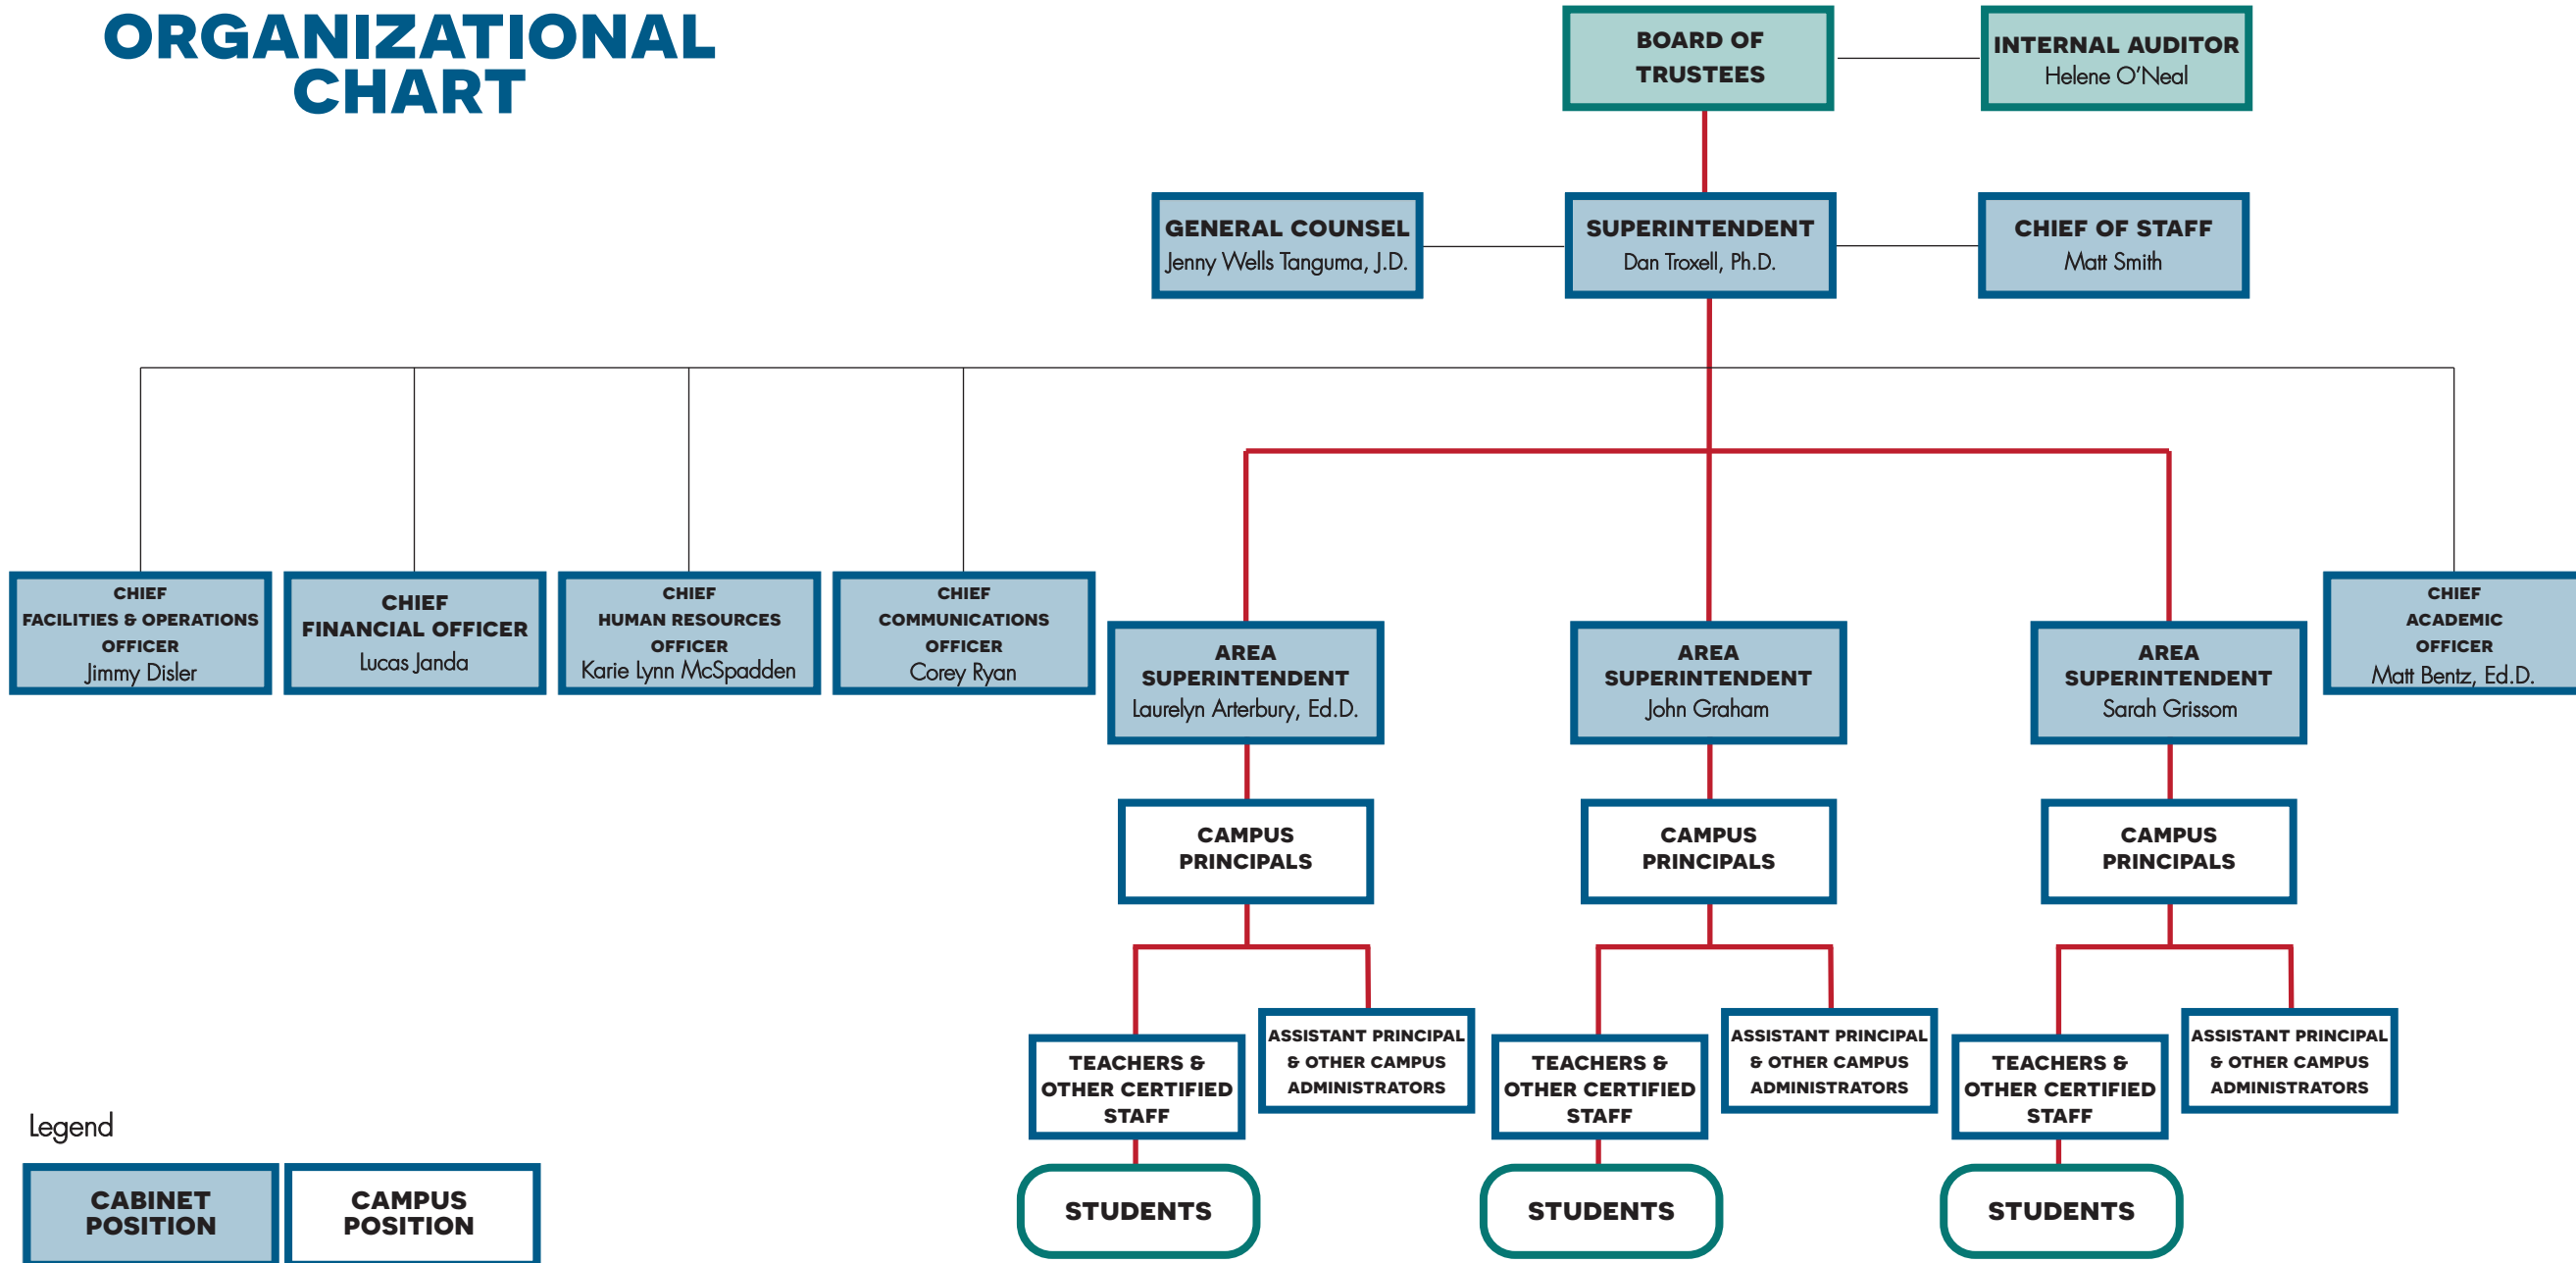 ORGANIZATIONAL
CHART
BOARD OF
TRUSTEES
INTERNAL AUDITOR
Helene O'Neal
GENERAL COUNSEL
Jenny Wells Tanguma, J.D.
SUPERINTENDENT
Dan Troxell, Ph.D.
CHIEF OF STAFF
Matt Smith
CHIEF
FACILITIES & OPERATIONS
OFFICER
Jimmy Disler
CHIEF
FINANCIAL OFFICER
Lucas Janda
CHIEF
HUMAN RESOURCES
OFFICER
Karie Lynn McSpadden
CHIEF
COMMUNICATIONS
OFFICER
Corey Ryan
AREA
SUPERINTENDENT
Laurelyn Arterbury, Ed.D.
AREA
SUPERINTENDENT
John Graham
AREA
SUPERINTENDENT
Sarah Grissom
CHIEF
ACADEMIC
OFFICER
Matt Bentz, Ed.D.
CAMPUS
PRINCIPALS
CAMPUS
PRINCIPALS
CAMPUS
PRINCIPALS
TEACHERS &
OTHER CERTIFIED
STAFF
ASSISTANT PRINCIPAL
& OTHER CAMPUS
ADMINISTRATORS
TEACHERS &
OTHER CERTIFIED
STAFF
ASSISTANT PRINCIPAL
& OTHER CAMPUS
ADMINISTRATORS
TEACHERS &
OTHER CERTIFIED
STAFF
ASSISTANT PRINCIPAL
& OTHER CAMPUS
ADMINISTRATORS
STUDENTS
STUDENTS
STUDENTS
Legend
CABINET
POSITION
CAMPUS
POSITION